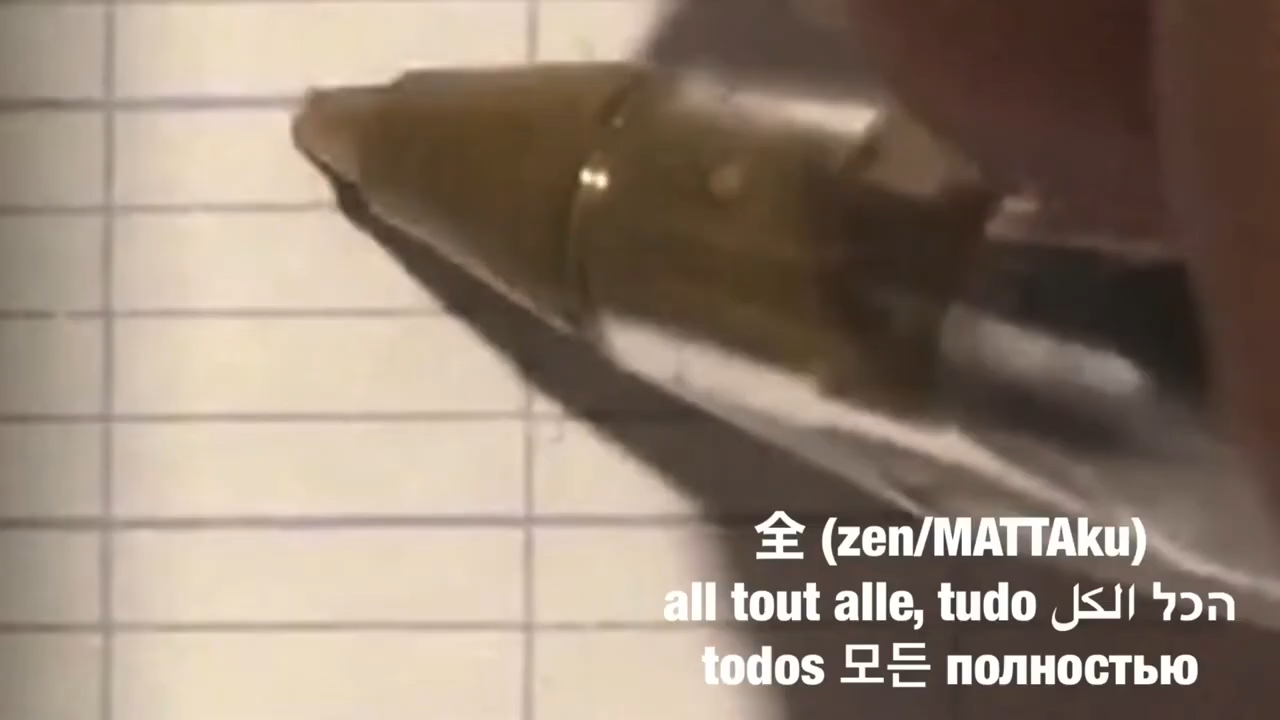 全 (zen/MATTAku)
all tout alle, tudo הכל الكل
todos 모든 полностью